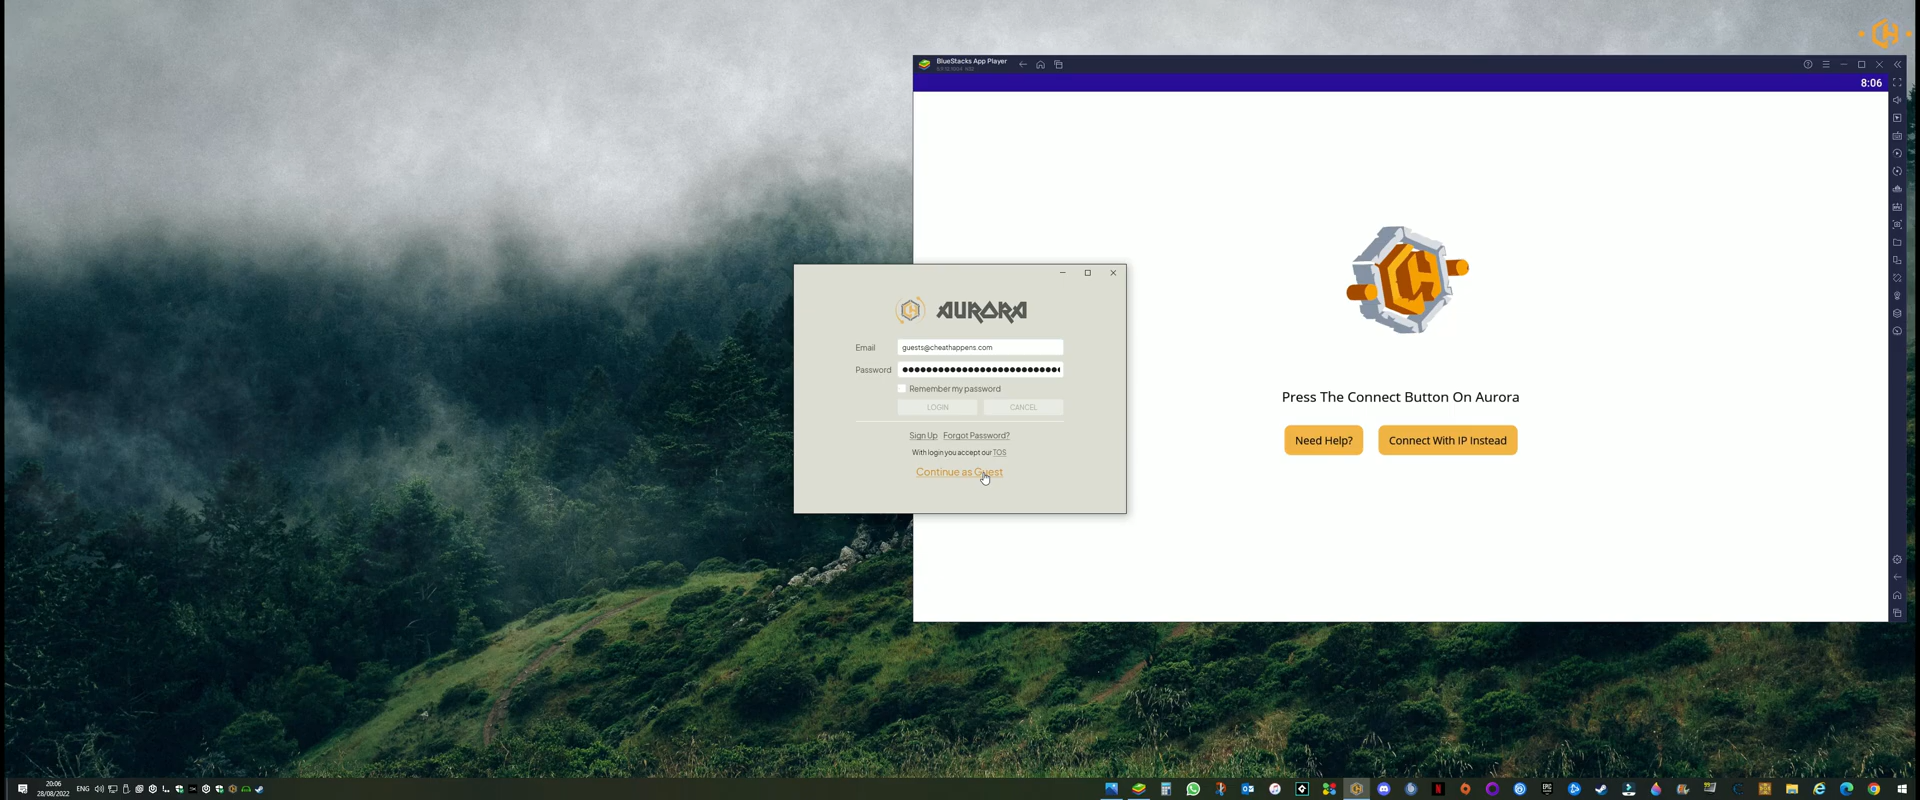 BlueStacks App Player
8:06
AURORA
Email guests@cheathappens.com
Password
Remember my password
LOGIN CANCEL
Sign Up Forgot Password?
With login you accept our TOS
Continue as Guest
Press The Connect Button On Aurora
Need Help? Connect With IP Instead
20:06
28/08/2022
ENG